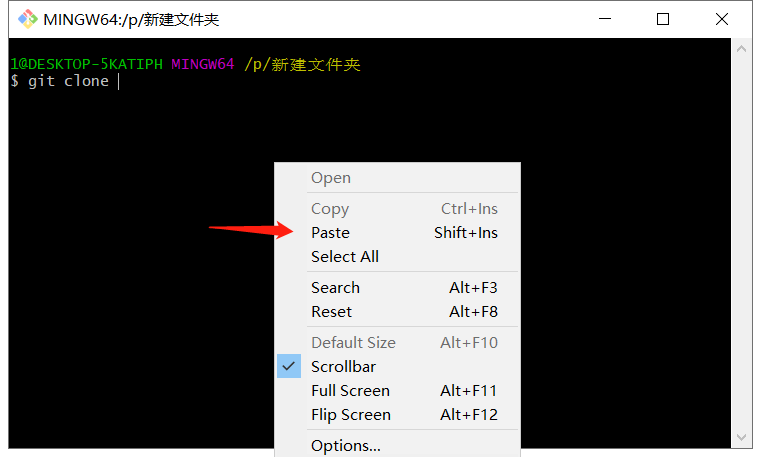 MINGW64:/p/新建文件夹
1@DESKTOP-5KATIPH MINGW64 /p/新建文件夹
$ git clone
Open
Copy Ctrl+Ins
Paste Shift+Ins
Select All
Search Alt+F3
Reset Alt+F8
Default Size Alt+F10
Scrollbar
Full Screen Alt+F11
Flip Screen Alt+F12
Options...